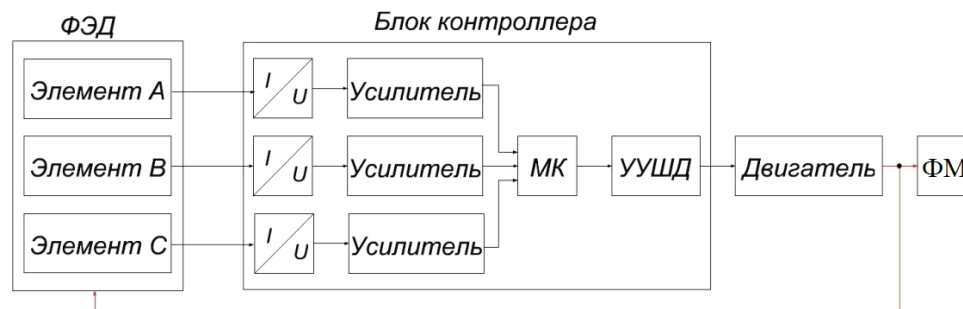 ФЭД
Блок контроллера
Элемент A
I
U
Усилитель
Элемент B
I
U
Усилитель
МК
УУШД
Двигатель
ФМ
Элемент C
I
U
Усилитель